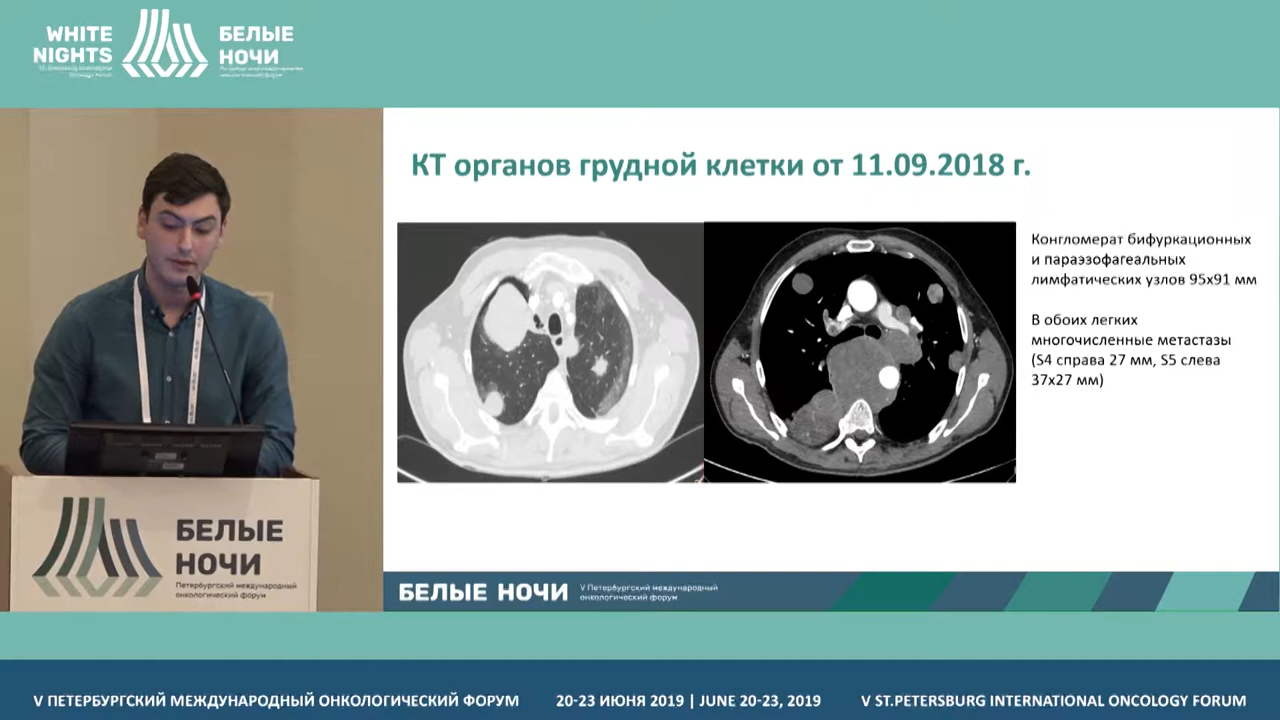 WHITE
NIGHTS
БЕЛЫЕ
НОЧИ
КТ органов грудной клетки от 11.09.2018 г.
Конгломерат бифуркационных
и параэзофагеальных
лимфатических узлов 95х91 мм
В обоих легких
многочисленные метастазы
(S4 справа 27 мм, S5 слева
37х27 мм)
БЕЛЫЕ
НОЧИ
Петербургский международный
онкологический форум
БЕЛЫЕ НОЧИ
V Петербургский международный
онкологический форум
V ПЕТЕРБУРГСКИЙ МЕЖДУНАРОДНЫЙ ОНКОЛОГИЧЕСКИЙ ФОРУМ
20-23 ИЮНЯ 2019 | JUNE 20-23, 2019
V ST.PETERSBURG INTERNATIONAL ONCOLOGY FORUM